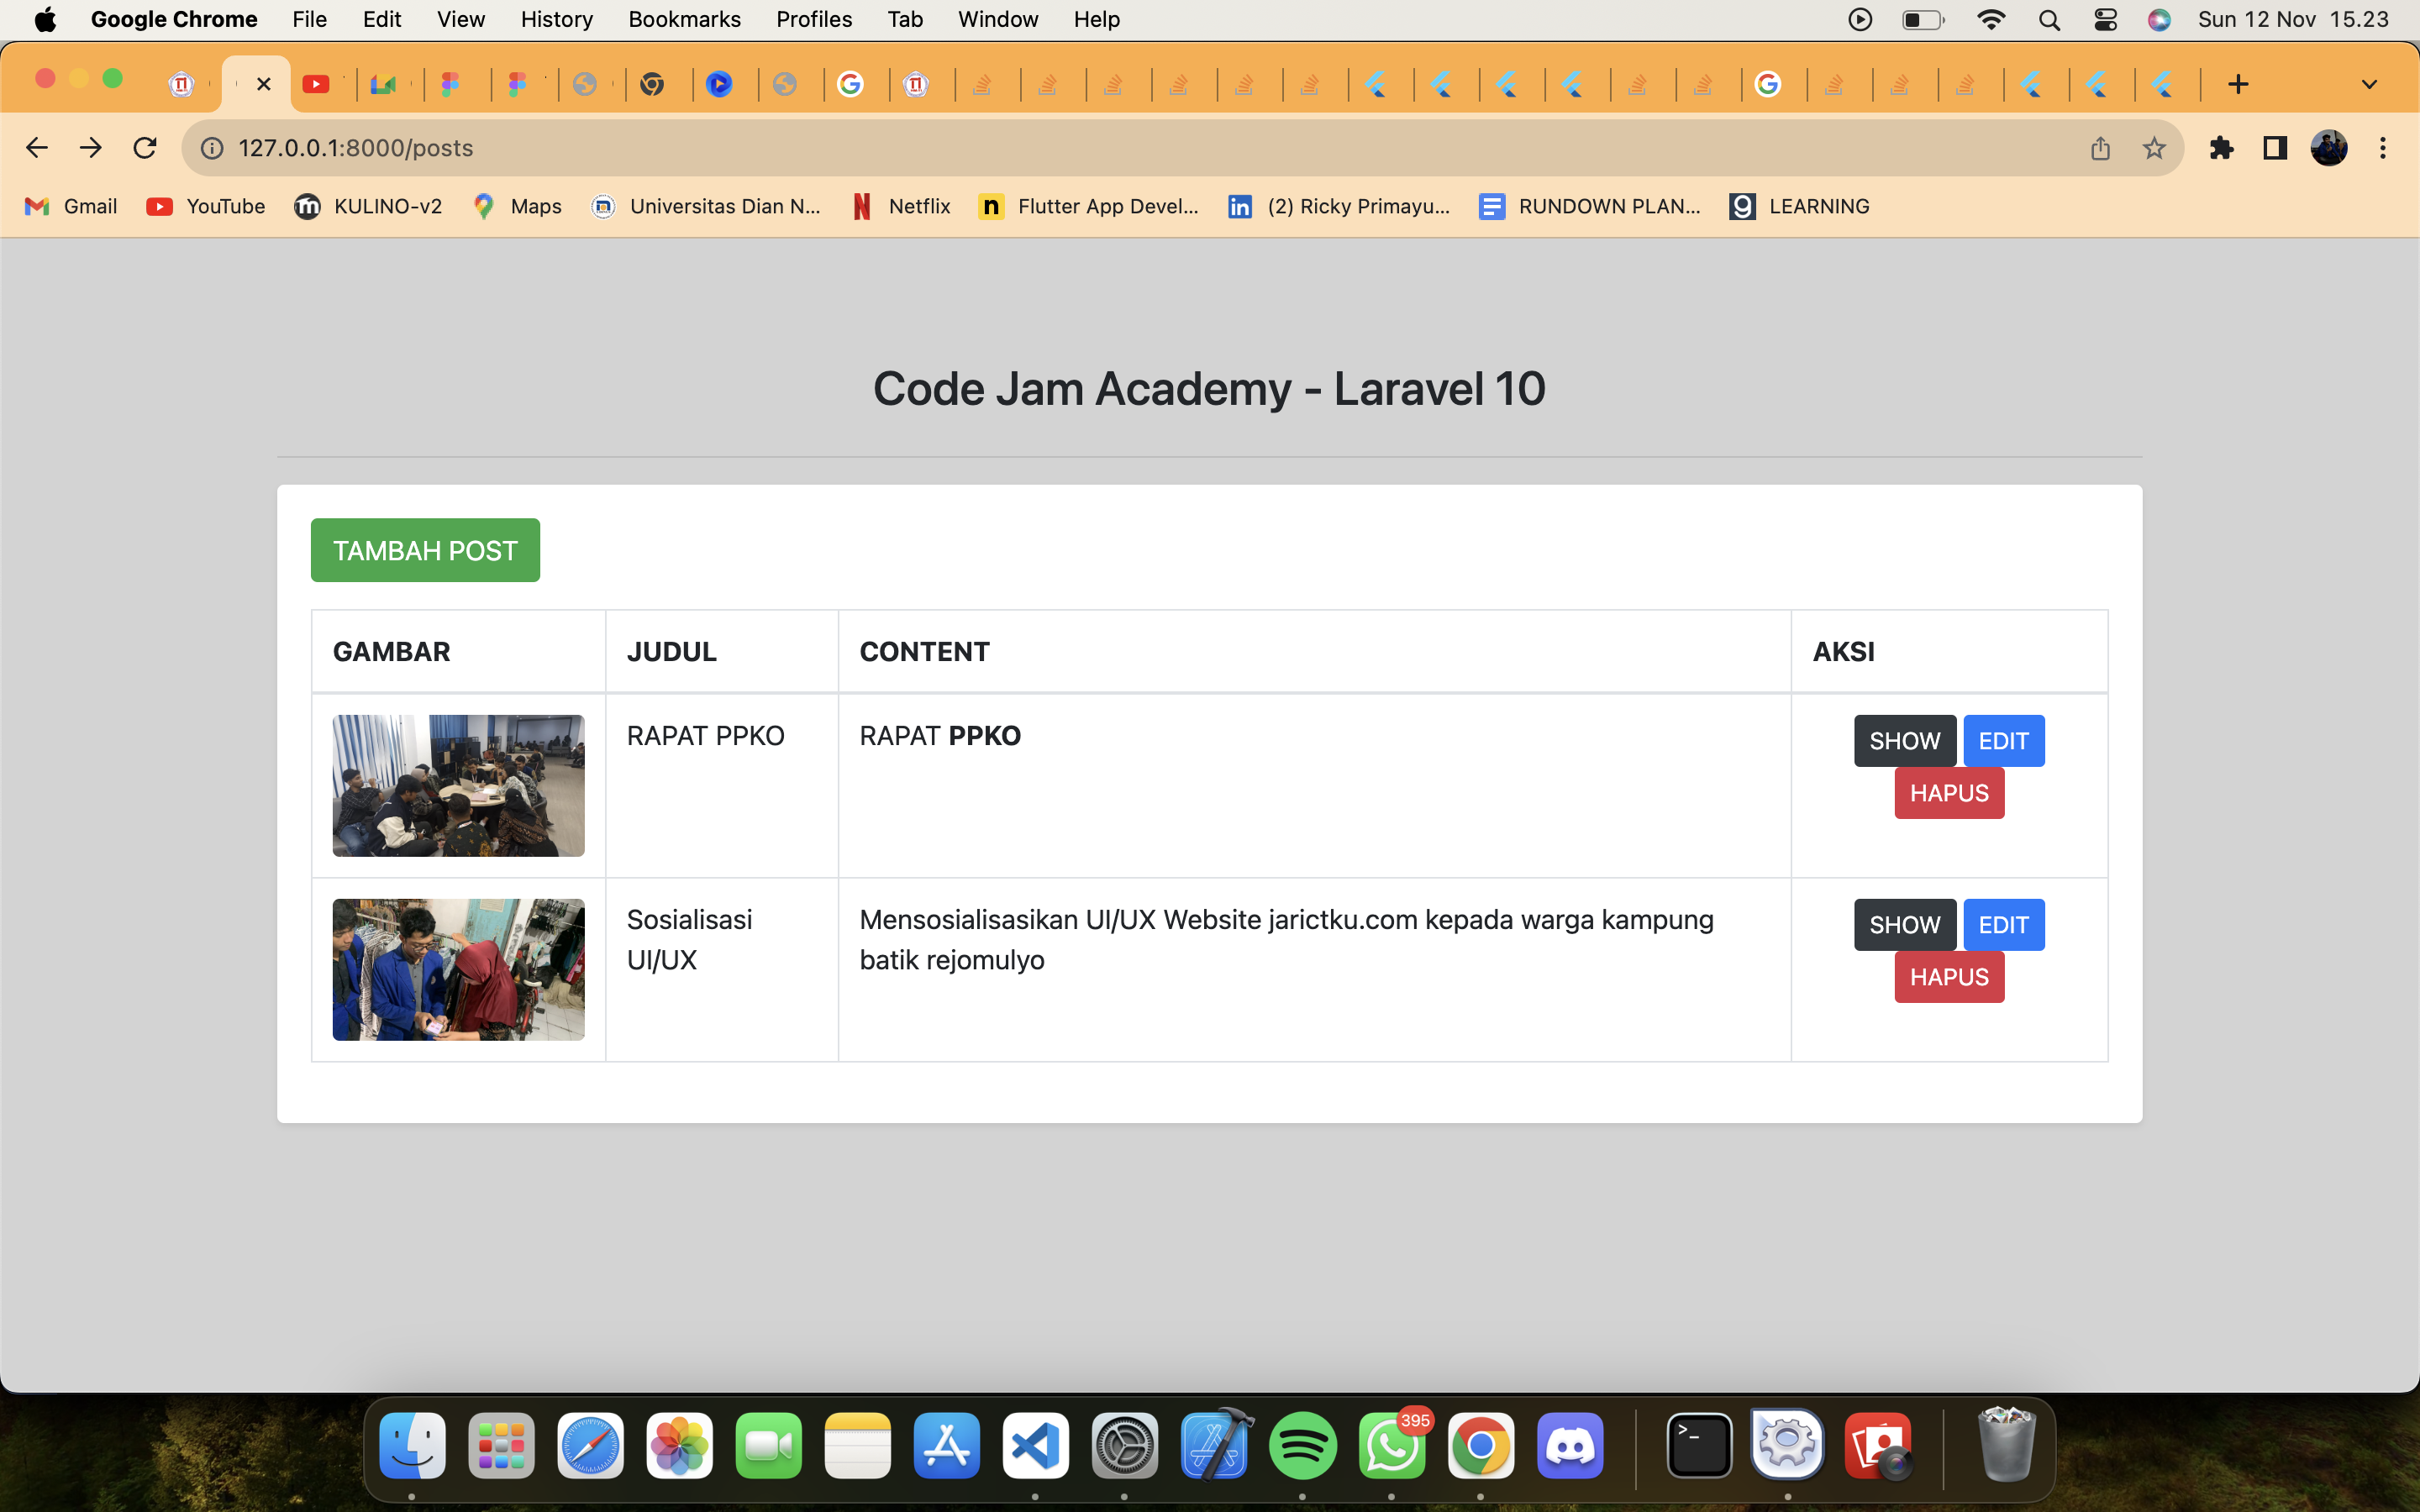 Google Chrome File Edit View History Bookmarks Profiles Tab Window Help Sun 12 Nov 15.23
127.0.0.1:8000/posts
Gmail YouTube KULINO-v2 Maps Universitas Dian N... Netflix Flutter App Devel... (2) Ricky Primayu... RUNDOWN PLAN... LEARNING
Code Jam Academy - Laravel 10
TAMBAH POST
GAMBAR JUDUL CONTENT AKSI
RAPAT PPKO RAPAT PPKO SHOW EDIT
HAPUS
Sosialisasi Mensosialisasikan UI/UX Website jarictku.com kepada warga kampung SHOW EDIT
UI/UX batik rejomulyo
HAPUS
395